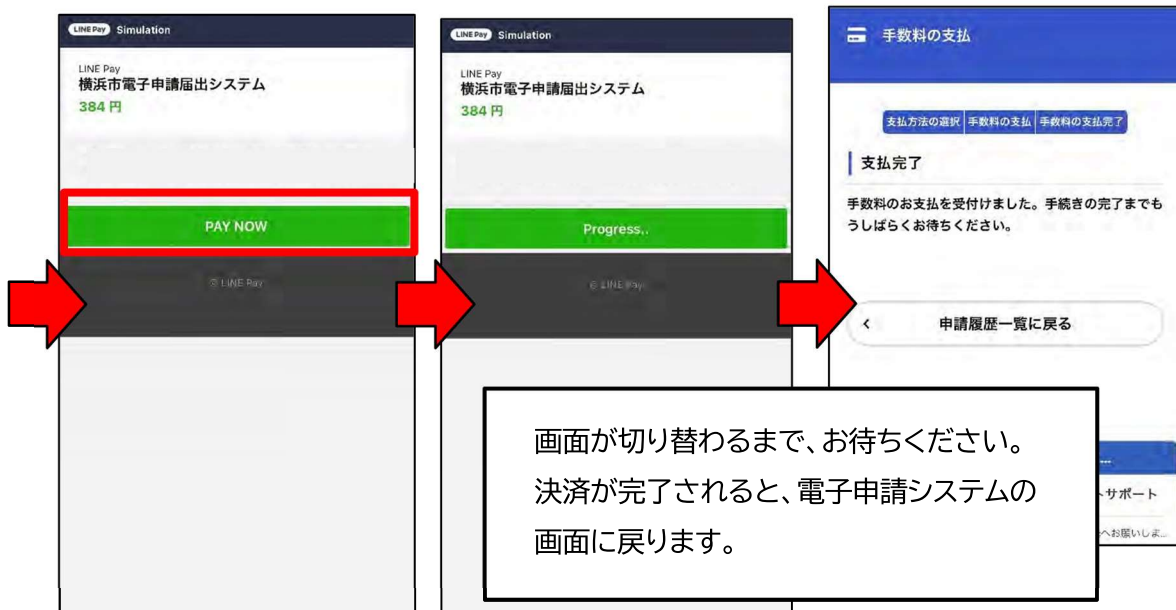 LINE Pay Simulation
LINE Pay
横浜市電子申請届出システム
384 円
PAY NOW
© LINE Pay
LINE Pay Simulation
LINE Pay
横浜市電子申請届出システム
384 円
Progress..
© LINE Pay
手数料の支払
支払方法の選択 手数料の支払 手数料の支払完了
支払完了
手数料のお支払を受付けました。手続きの完了までも
うしばらくお待ちください。
< 申請履歴一覧に戻る
...
サポート
へお願いしま...
画面が切り替わるまで、お待ちください。
決済が完了されると、電子申請システムの
画面に戻ります。